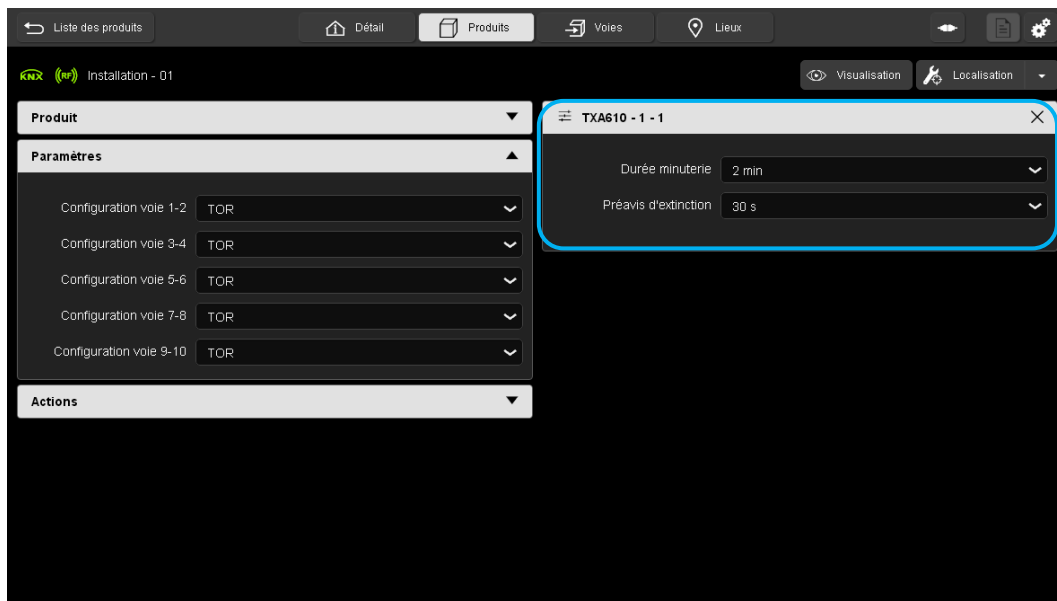 Liste des produits
Détail
Produits
Voies
Lieux
KNX (RF) Installation - 01
Visualisation
Localisation
Produit
Paramètres
Configuration voie 1-2 TOR
Configuration voie 3-4 TOR
Configuration voie 5-6 TOR
Configuration voie 7-8 TOR
Configuration voie 9-10 TOR
Actions
TXA610 - 1 - 1
Durée minuterie 2 min
Préavis d'extinction 30 s